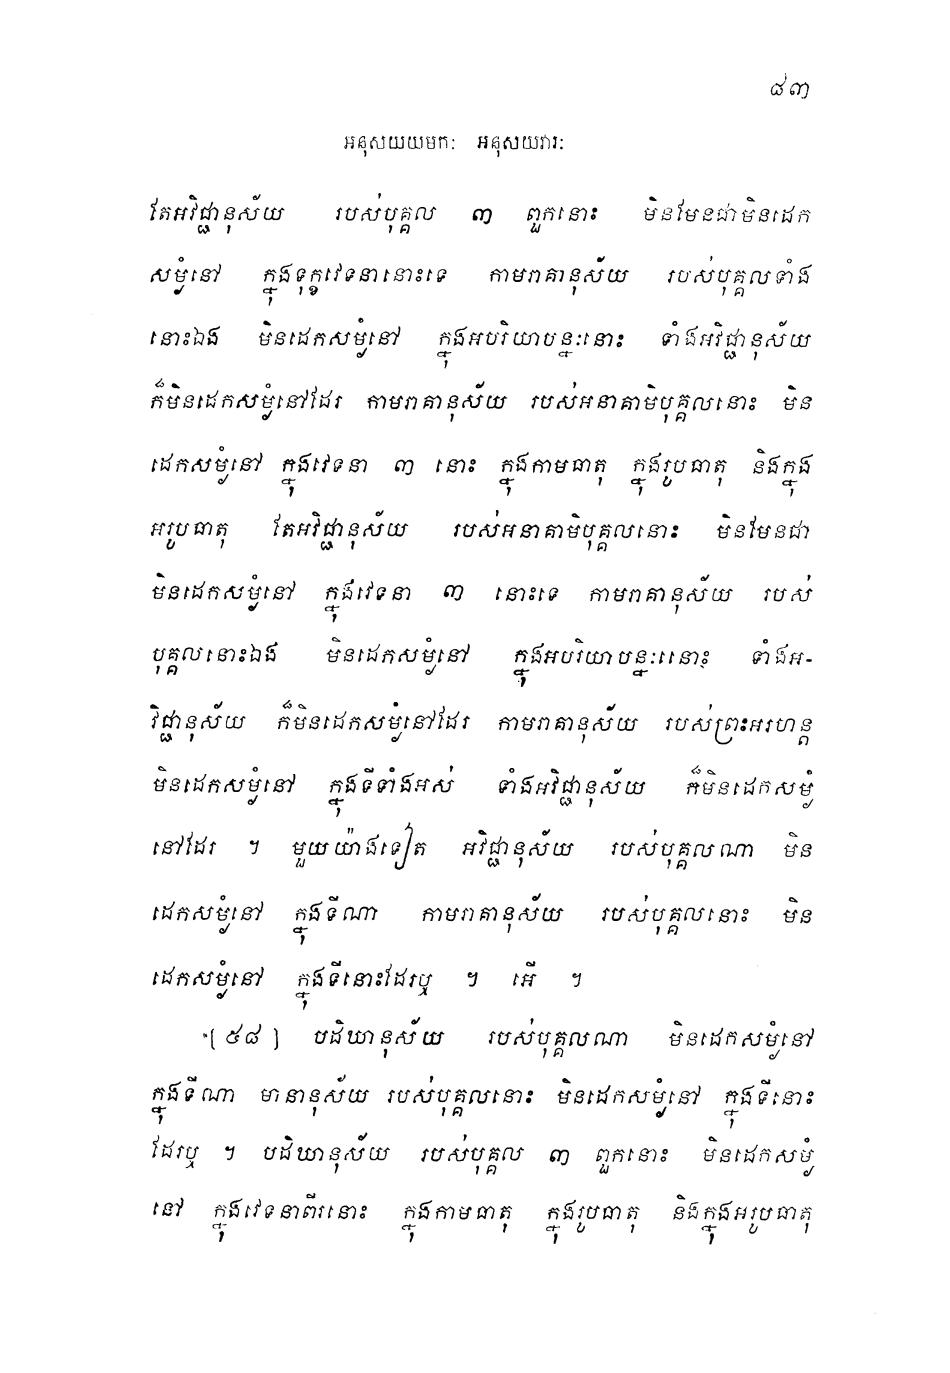 ៨៣
អនុសយយមក: អនុសយវារ:
តែអវិជ្ជានុស័យ របស់បុគ្គល ៣ ពួកនោះ មិនមែនជាមិនដេក
សម្ងំនៅ ក្នុងទុក្ខវេទនានោះទេ កាមរាគានុស័យ របស់បុគ្គលទាំង
នោះឯង មិនដេកសម្ងំនៅ ក្នុងអបរិយាបន្នៈនោះ ទាំងអវិជ្ជានុស័យ
ក៏មិនដេកសម្ងំនៅដែរ កាមរាគានុស័យ របស់អនាគាមិបុគ្គលនោះ មិន
ដេកសម្ងំនៅ ក្នុងវេទនា ៣ នោះ ក្នុងកាមធាតុ ក្នុងរូបធាតុ និងក្នុង
អរូបធាតុ តែអវិជ្ជានុស័យ របស់អនាគាមិបុគ្គលនោះ មិនមែនជា
មិនដេកសម្ងំនៅ ក្នុងវេទនា ៣ នោះទេ កាមរាគានុស័យ របស់
បុគ្គលនោះឯង មិនដេកសម្ងំនៅ ក្នុងអបរិយាបន្នៈនោះ ទាំងអ-
វិជ្ជានុស័យ ក៏មិនដេកសម្ងំនៅដែរ កាមរាគានុស័យ របស់ព្រះអរហន្ត
មិនដេកសម្ងំនៅ ក្នុងទីទាំងអស់ ទាំងអវិជ្ជានុស័យ ក៏មិនដេកសម្ងំ
នៅដែរ ។ មួយយ៉ាងទៀត អវិជ្ជានុស័យ របស់បុគ្គលណា មិន
ដេកសម្ងំនៅ ក្នុងទីណា កាមរាគានុស័យ របស់បុគ្គលនោះ មិន
ដេកសម្ងំនៅ ក្នុងទីនោះដែរឬ ។ អើ ។
[៥៨] បដិឃានុស័យ របស់បុគ្គលណា មិនដេកសម្ងំនៅ
ក្នុងទីណា មានានុស័យ របស់បុគ្គលនោះ មិនដេកសម្ងំនៅ ក្នុងទីនោះ
ដែរឬ ។ បដិឃានុស័យ របស់បុគ្គល ៣ ពួកនោះ មិនដេកសម្ងំ
នៅ ក្នុងវេទនាពីរនោះ ក្នុងកាមធាតុ ក្នុងរូបធាតុ និងក្នុងអរូបធាតុ